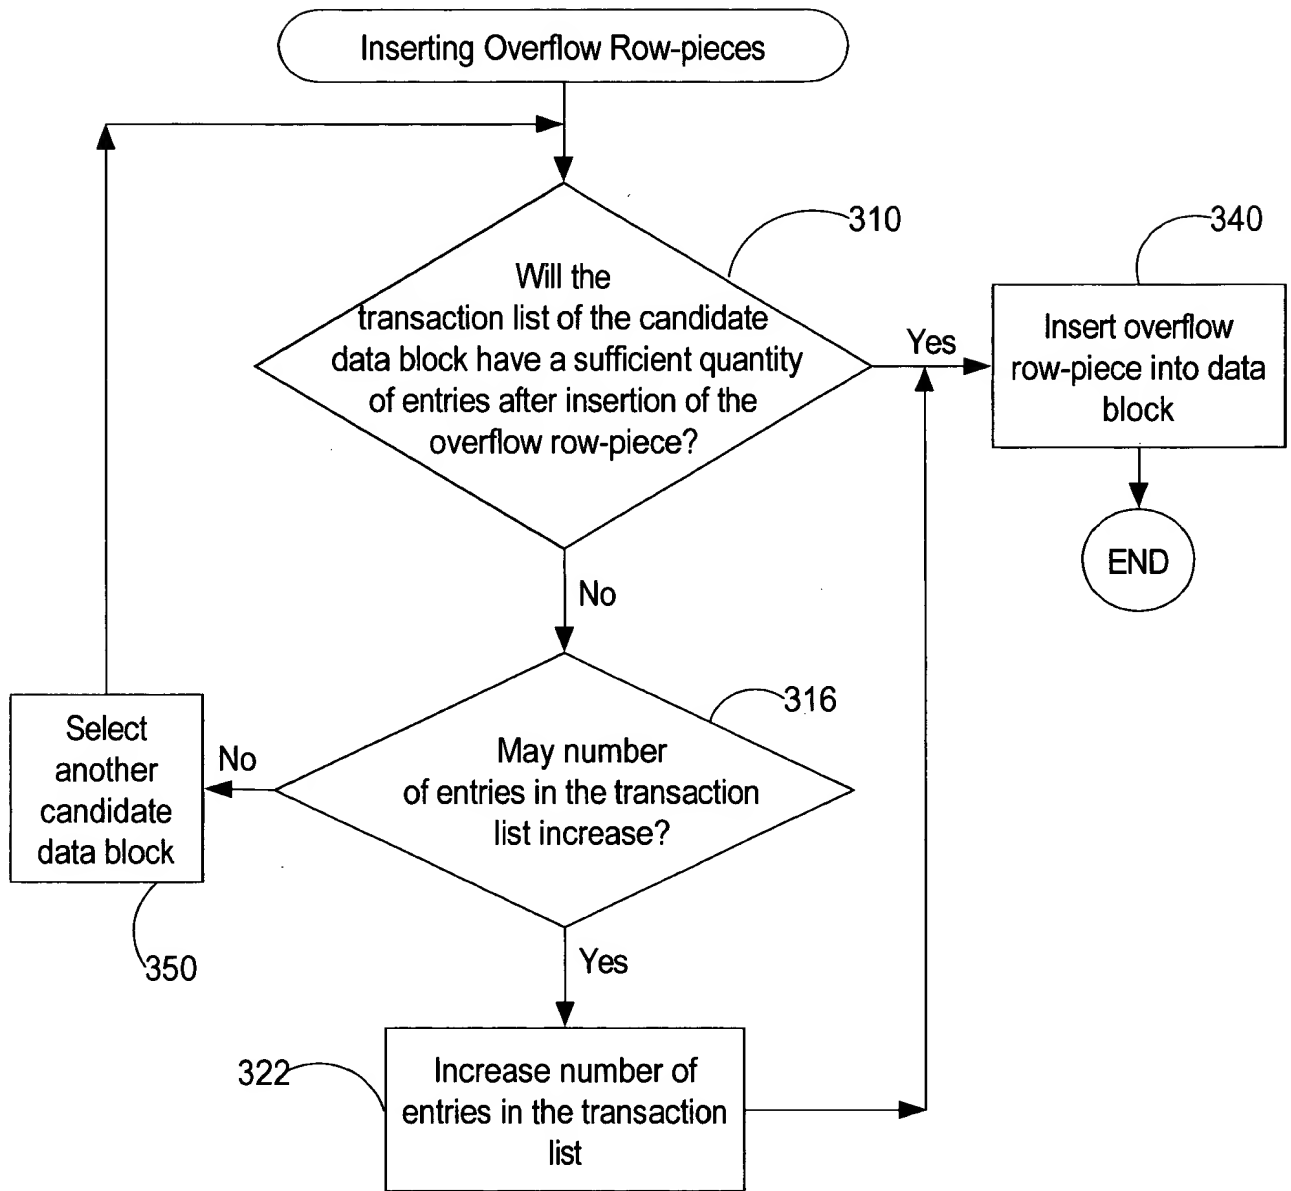 Inserting Overflow Row-pieces
310
340
Will the
transaction list of the candidate
data block have a sufficient quantity
of entries after insertion of the
overflow row-piece?
Yes
Insert overflow
row-piece into data
block
END
No
316
May number
of entries in the transaction
list increase?
No
Select
another
candidate
data block
350
Yes
322
Increase number of
entries in the transaction
list